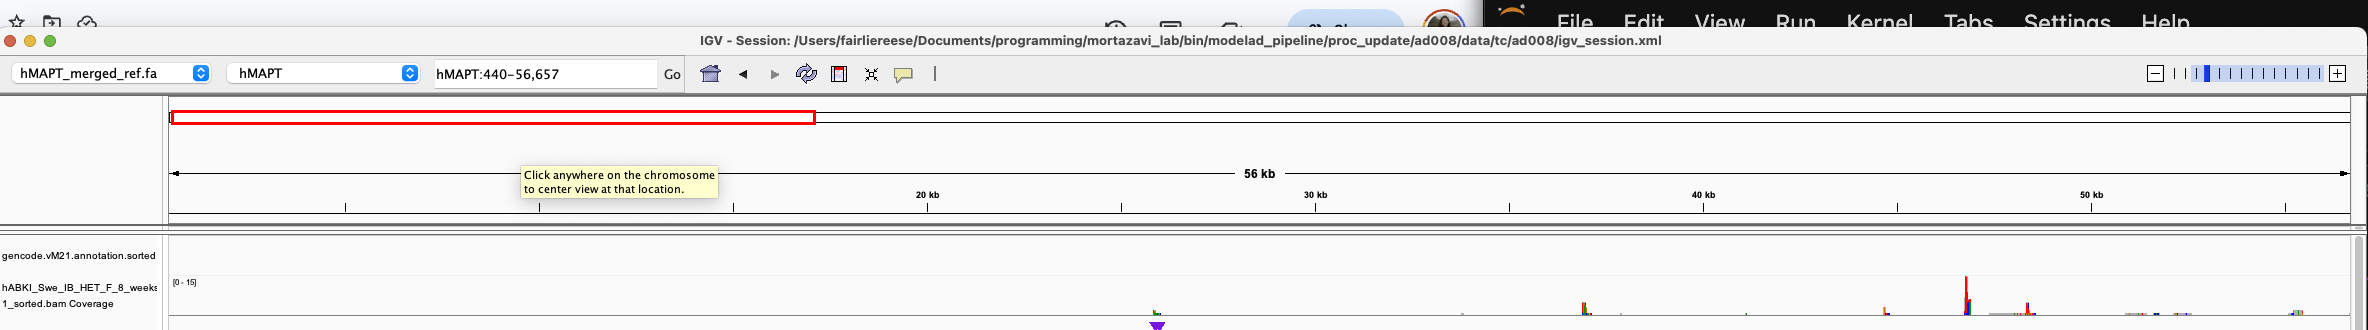 File Edit View Run Kernel Tabs Settings Help
IGV - Session: /Users/fairliereese/Documents/programming/mortazavi_lab/bin/modelad_pipeline/proc_update/ad008/data/tc/ad008/igv_session.xml
hMAPT_merged_ref.fa hMAPT hMAPT:440-56,657 Go
56 kb
Click anywhere on the chromosome
to center view at that location.
20 kb 30 kb 40 kb 50 kb
gencode.vM21.annotation.sorted
[0 - 15]
hABKI_Swe_IB_HET_F_8_weeks
1_sorted.bam Coverage